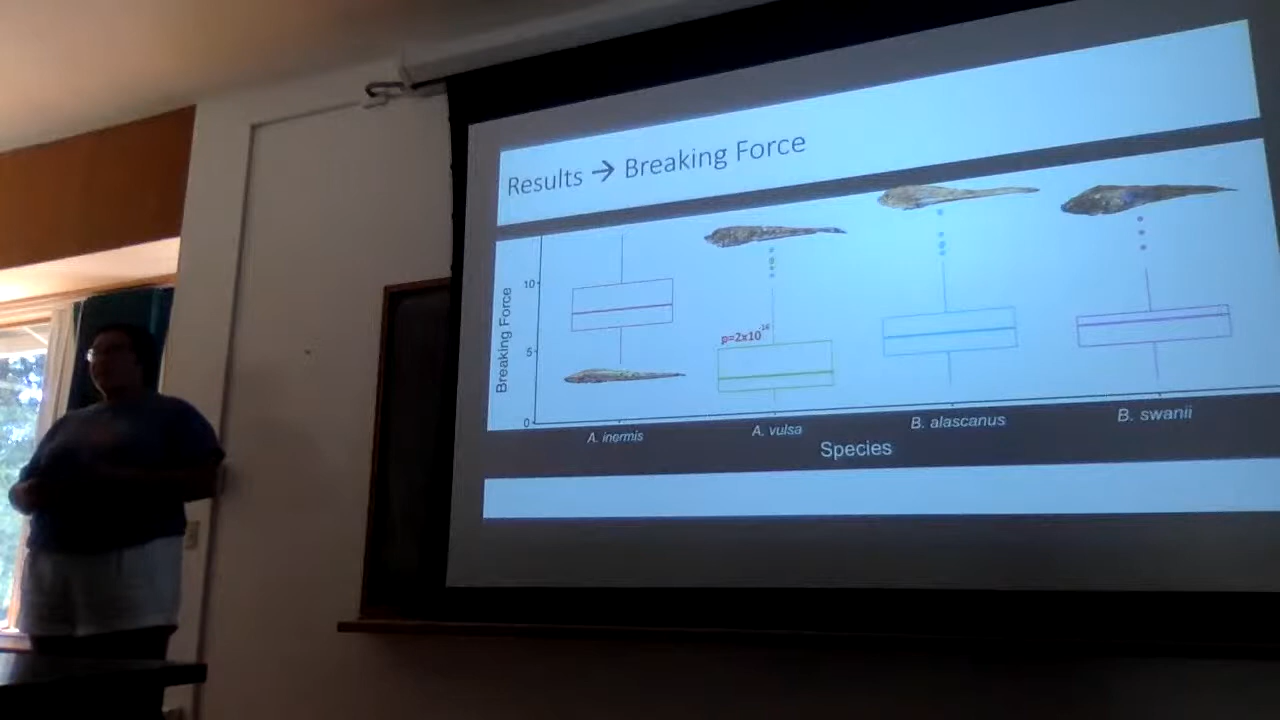 Results → Breaking Force
Breaking Force
10
5
0
p=2x10⁻¹⁶
A. inermis
A. vulsa
B. alascanus
B. swanii
Species